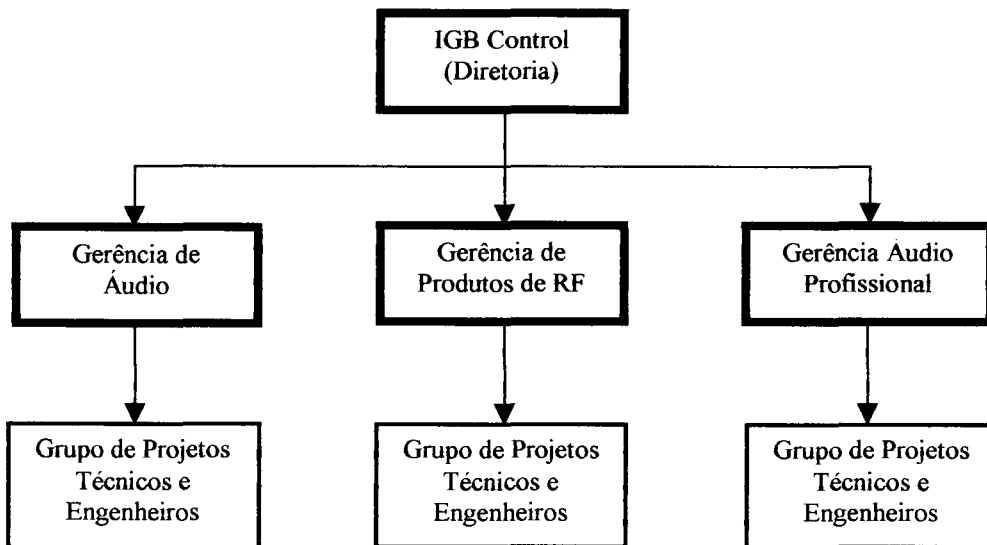 IGB Control
(Diretoria)
Gerência de
Áudio
Gerência de
Produtos de RF
Gerência Áudio
Profissional
Grupo de Projetos
Técnicos e
Engenheiros
Grupo de Projetos
Técnicos e
Engenheiros
Grupo de Projetos
Técnicos e
Engenheiros